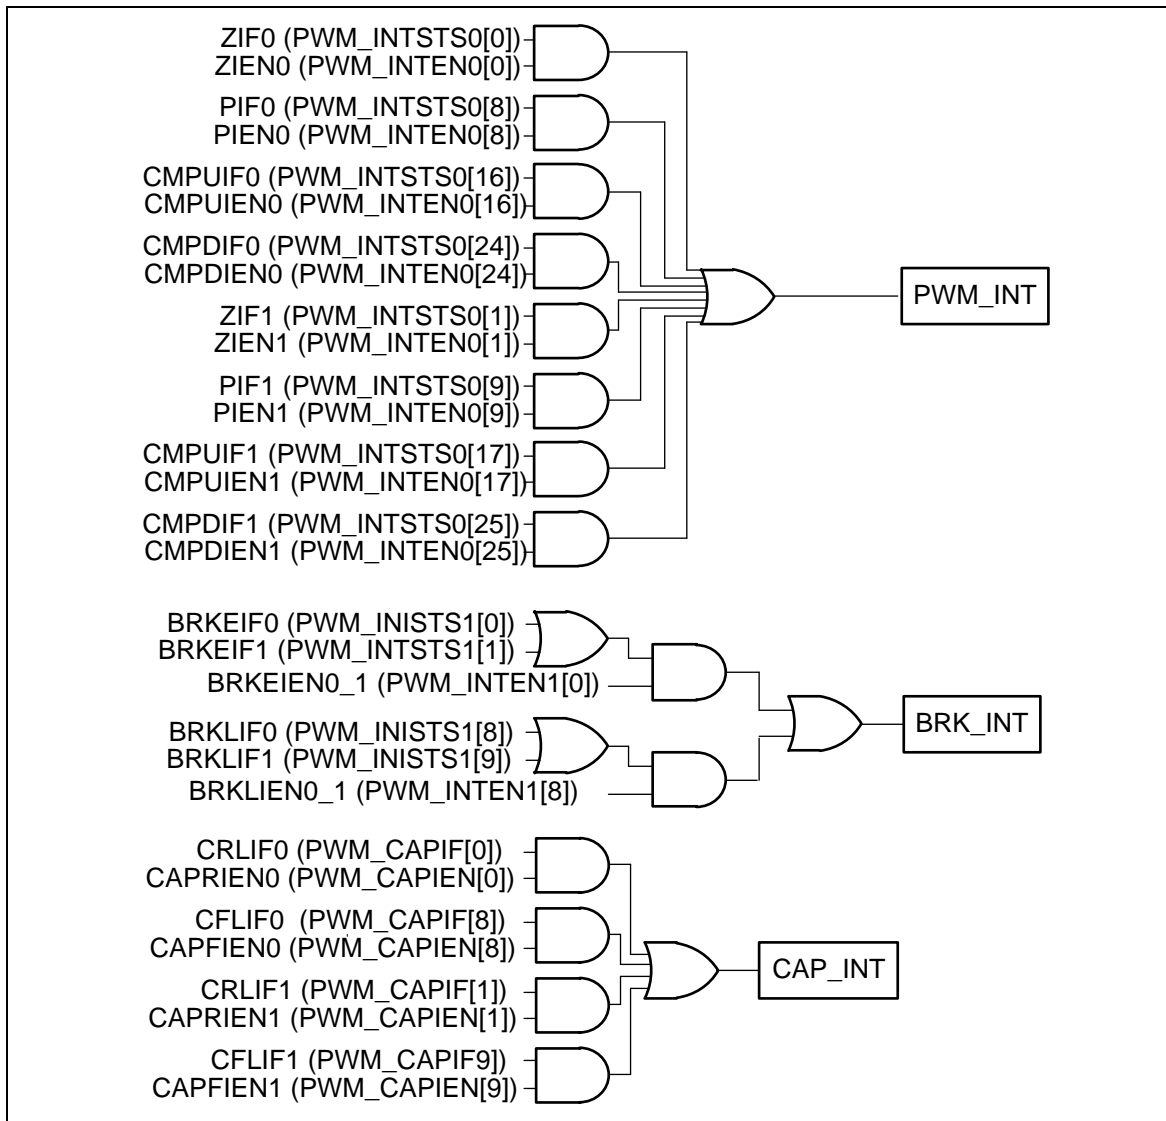 ZIF0 (PWM_INTSTS0[0])
ZIEN0 (PWM_INTEN0[0])
PIF0 (PWM_INTSTS0[8])
PIEN0 (PWM_INTEN0[8])
CMPUIF0 (PWM_INTSTS0[16])
CMPUIEN0 (PWM_INTEN0[16])
CMPDIF0 (PWM_INTSTS0[24])
CMPDIEN0 (PWM_INTEN0[24])
ZIF1 (PWM_INTSTS0[1])
ZIEN1 (PWM_INTEN0[1])
PIF1 (PWM_INTSTS0[9])
PIEN1 (PWM_INTEN0[9])
CMPUIF1 (PWM_INTSTS0[17])
CMPUIEN1 (PWM_INTEN0[17])
CMPDIF1 (PWM_INTSTS0[25])
CMPDIEN1 (PWM_INTEN0[25])
PWM_INT
BRKEIF0 (PWM_INISTS1[0])
BRKEIF1 (PWM_INTSTS1[1])
BRKEIEN0_1 (PWM_INTEN1[0])
BRKLIF0 (PWM_INISTS1[8])
BRKLIF1 (PWM_INISTS1[9])
BRKLIEN0_1 (PWM_INTEN1[8])
BRK_INT
CRLIF0 (PWM_CAPIF[0])
CAPRIEN0 (PWM_CAPIEN[0])
CFLIF0 (PWM_CAPIF[8])
CAPFIEN0 (PWM_CAPIEN[8])
CRLIF1 (PWM_CAPIF[1])
CAPRIEN1 (PWM_CAPIEN[1])
CFLIF1 (PWM_CAPIF9])
CAPFIEN1 (PWM_CAPIEN[9])
CAP_INT